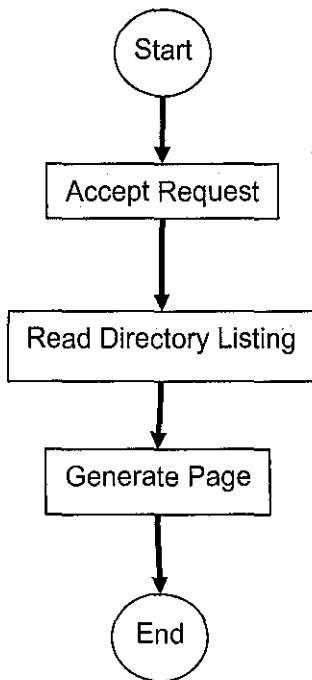 Start
Accept Request
Read Directory Listing
Generate Page
End